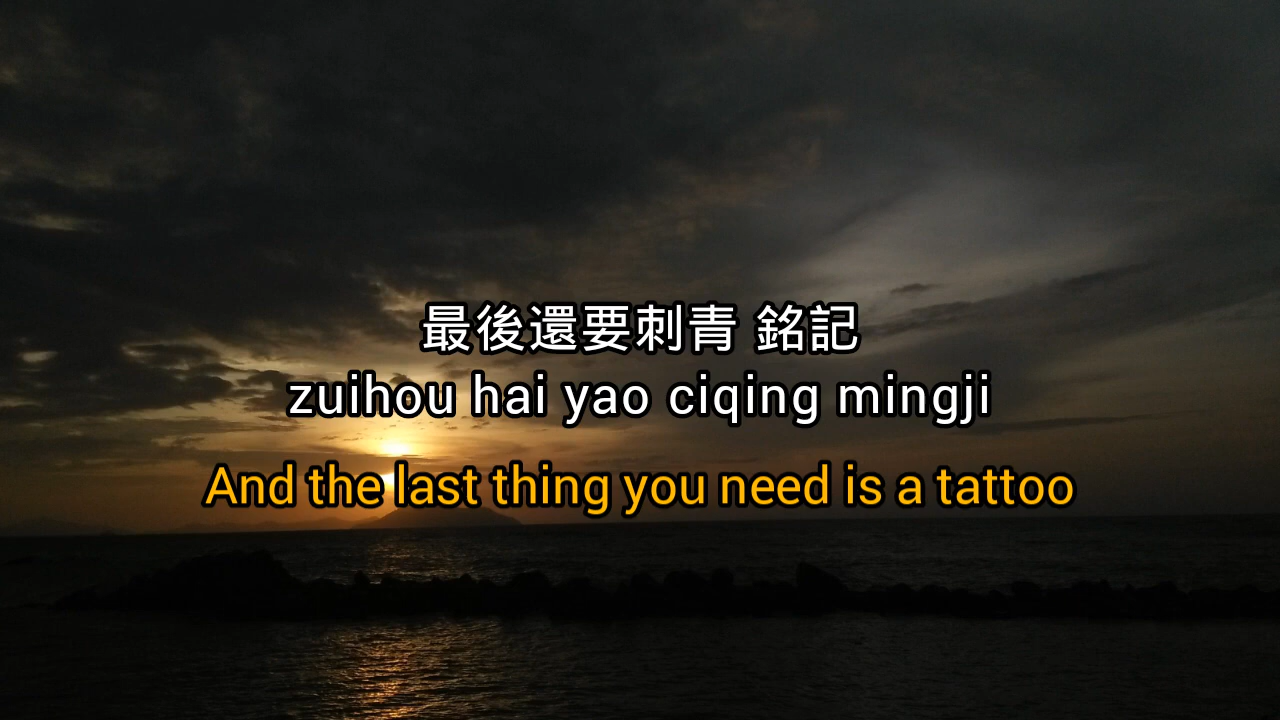 最後還要刺青 銘記
zuihou hai yao ciqing mingji
And the last thing you need is a tattoo